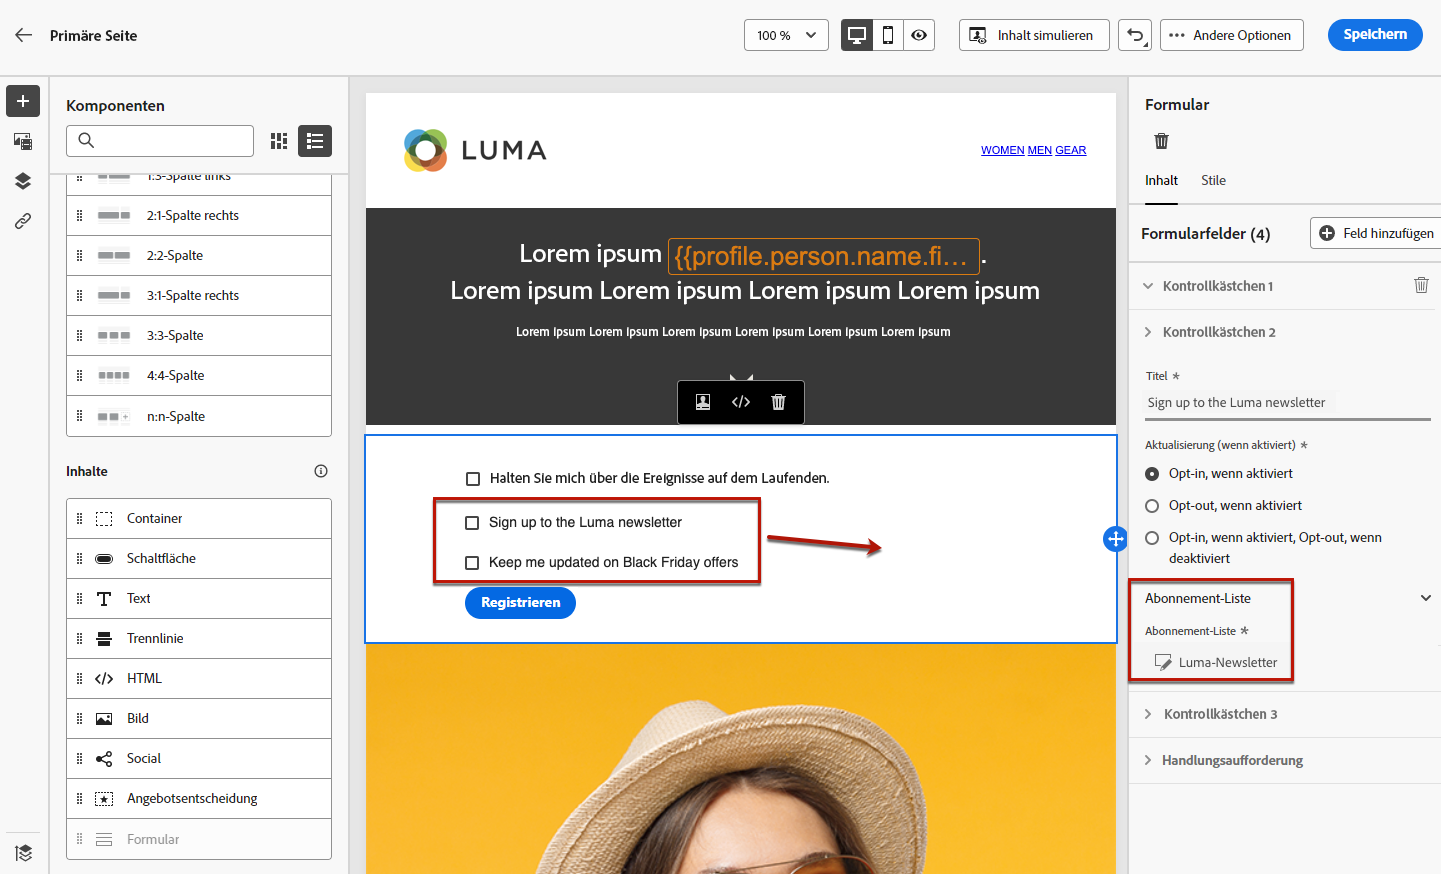 Primäre Seite
100 %
Inhalt simulieren
Andere Optionen
Speichern
Komponenten
1:3-Spalte links
2:1-Spalte rechts
2:2-Spalte
3:1-Spalte rechts
3:3-Spalte
4:4-Spalte
n:n-Spalte
Inhalte
Container
Schaltfläche
Text
Trennlinie
HTML
Bild
Social
Angebotsentscheidung
Formular
LUMA
WOMEN MEN GEAR
Lorem ipsum {{profile.person.name.fi... .
Lorem ipsum Lorem ipsum Lorem ipsum Lorem ipsum
Lorem ipsum Lorem ipsum Lorem ipsum Lorem ipsum Lorem ipsum Lorem ipsum
Halten Sie mich über die Ereignisse auf dem Laufenden.
Sign up to the Luma newsletter
Keep me updated on Black Friday offers
Registrieren
Formular
Inhalt Stile
Formularfelder (4)
Feld hinzufügen
Kontrollkästchen 1
Kontrollkästchen 2
Titel *
Sign up to the Luma newsletter
Aktualisierung (wenn aktiviert) *
Opt-in, wenn aktiviert
Opt-out, wenn aktiviert
Opt-in, wenn aktiviert, Opt-out, wenn
deaktiviert
Abonnement-Liste
Abonnement-Liste *
Luma-Newsletter
Kontrollkästchen 3
Handlungsaufforderung